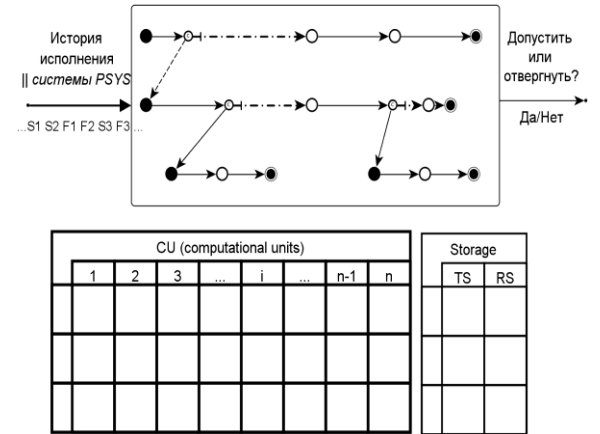 История
исполнения
|| системы PSYS
...S1 S2 F1 F2 S3 F3 ...
Допустить
или
отвергнуть?
Да/Нет
CU (computational units)
1 2 3 ... i ... n-1 n
Storage
TS RS